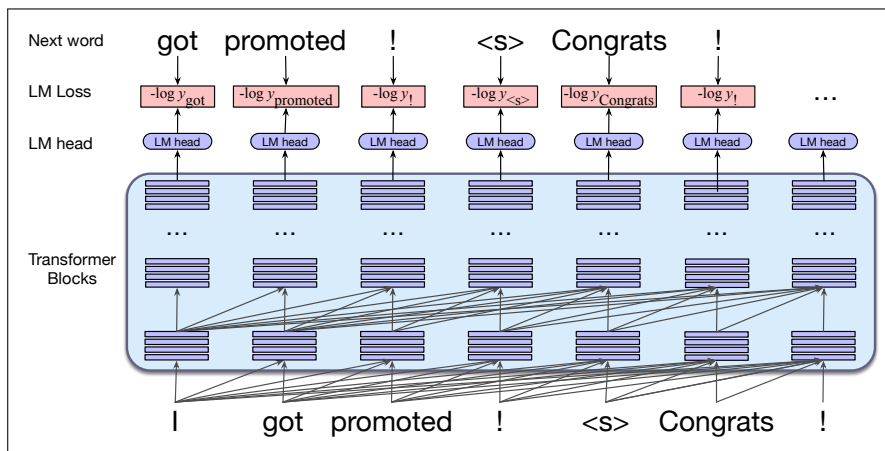 Next word got promoted ! <s> Congrats !
LM Loss -log y_got -log y_promoted -log y_! -log y_<s> -log y_Congrats -log y_! ...
LM head LM head LM head LM head LM head LM head LM head LM head
... ... ... ... ... ... ...
Transformer
Blocks
I got promoted ! <s> Congrats !